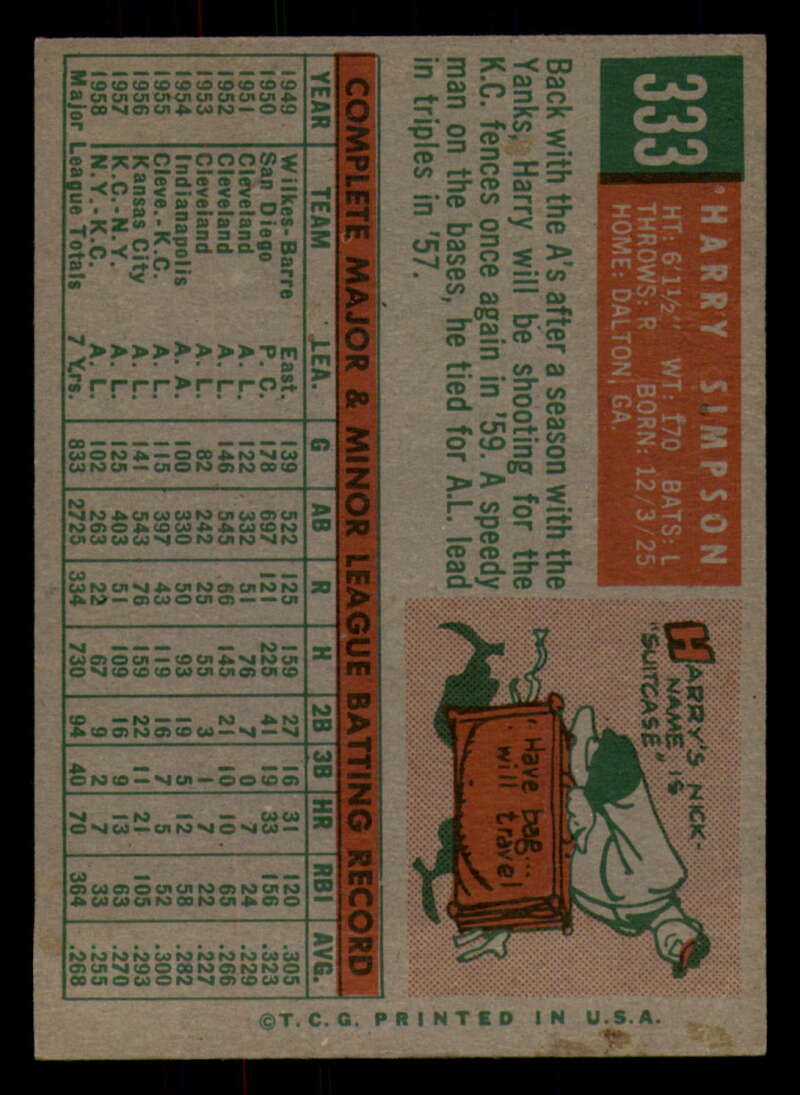 333
HARRY SIMPSON
HT: 6'1½" WT: 170 BATS: L
THROWS: R BORN: 12/3/25
HOME: DALTON, GA.
Back with the A's after a season with the
Yanks, Harry will be shooting for the
K.C. fences once again in '59. A speedy
man on the bases, he tied for A.L. lead
in triples in '57.
HARRY'S NICK-
NAME IS
"SUITCASE"
Have bag...
will travel
COMPLETE MAJOR & MINOR LEAGUE BATTING RECORD
YEAR TEAM LEA. G AB R H 2B 3B HR RBI AVG.
1949 Wilkes-Barre East. 139 522 125 159 27 16 31 120 .305
1950 San Diego P. C. 178 697 121 225 41 19 33 156 .323
1951 Cleveland A. L. 122 332 51 76 7 0 7 24 .229
1952 Cleveland A. L. 146 545 66 145 21 10 10 65 .266
1953 Cleveland A. L. 82 242 25 55 3 1 7 22 .227
1954 Indianapolis A. A. 100 330 50 93 19 5 12 58 .282
1955 Cleve.-K.C. A. L. 115 397 43 119 16 7 5 52 .300
1956 Kansas City A. L. 141 543 76 159 22 11 21 105 .293
1957 K.C.-N.Y. A. L. 125 403 51 109 16 9 13 63 .270
1958 N.Y.-K.C. A. L. 102 263 22 67 9 2 7 33 .255
Major League Totals 7 Yrs. 833 2725 334 730 94 40 70 364 .268
©T.C.G. PRINTED IN U.S.A.